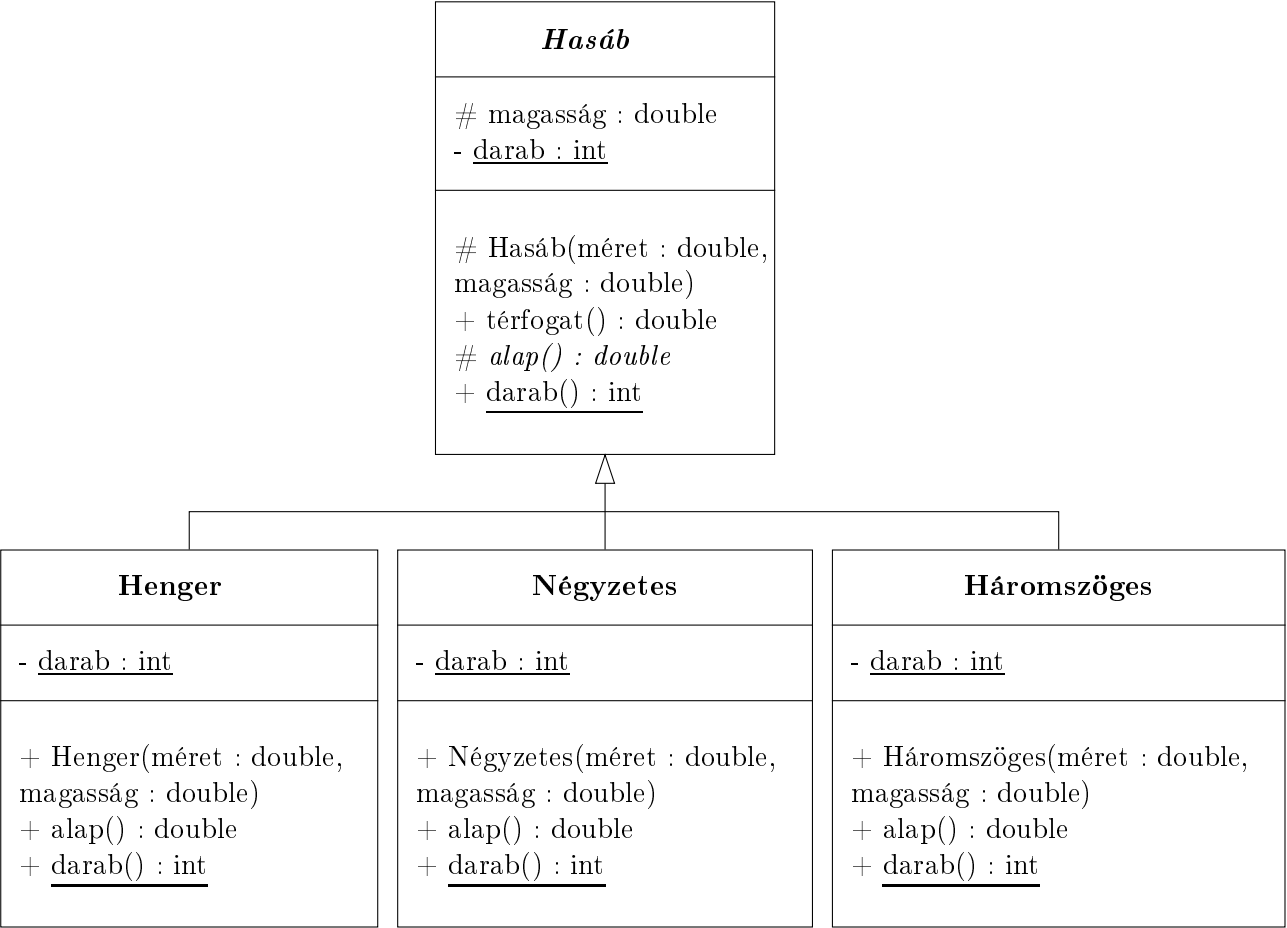 Hasáb
# magasság : double
- darab : int
# Hasáb(méret : double,
magasság : double)
+ térfogat() : double
# alap() : double
+ darab() : int
Henger
- darab : int
+ Henger(méret : double,
magasság : double)
+ alap() : double
+ darab() : int
Négyzetes
- darab : int
+ Négyzetes(méret : double,
magasság : double)
+ alap() : double
+ darab() : int
Háromszöges
- darab : int
+ Háromszöges(méret : double,
magasság : double)
+ alap() : double
+ darab() : int